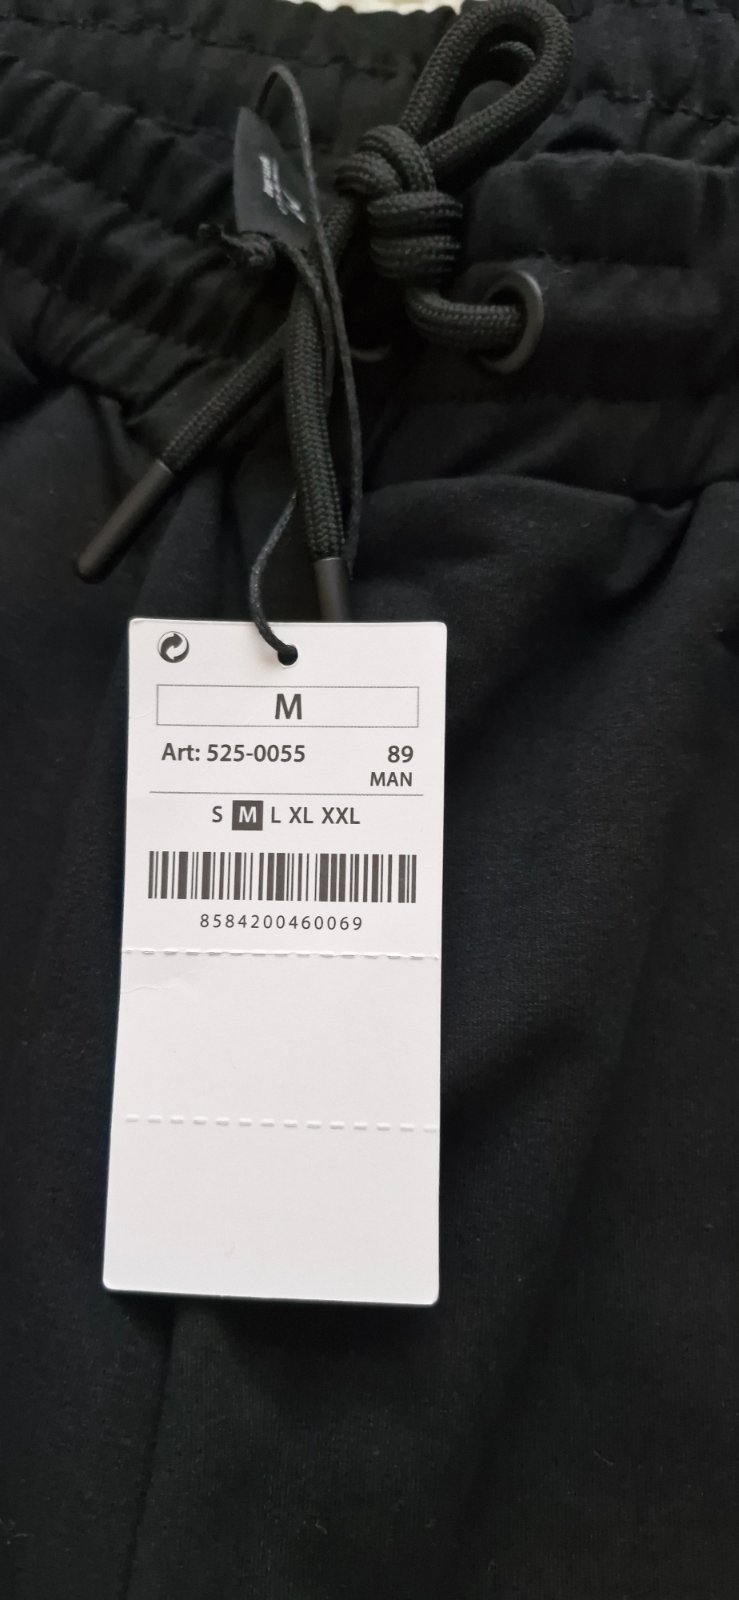 M
Art: 525-0055 89
MAN
S M L XL XXL
8584200460069